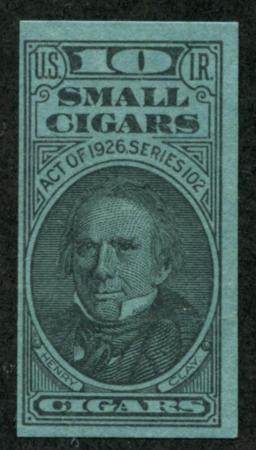 U.S. 10 I.R.
SMALL
CIGARS
ACT OF 1926. SERIES 102
HENRY CLAY
CIGARS